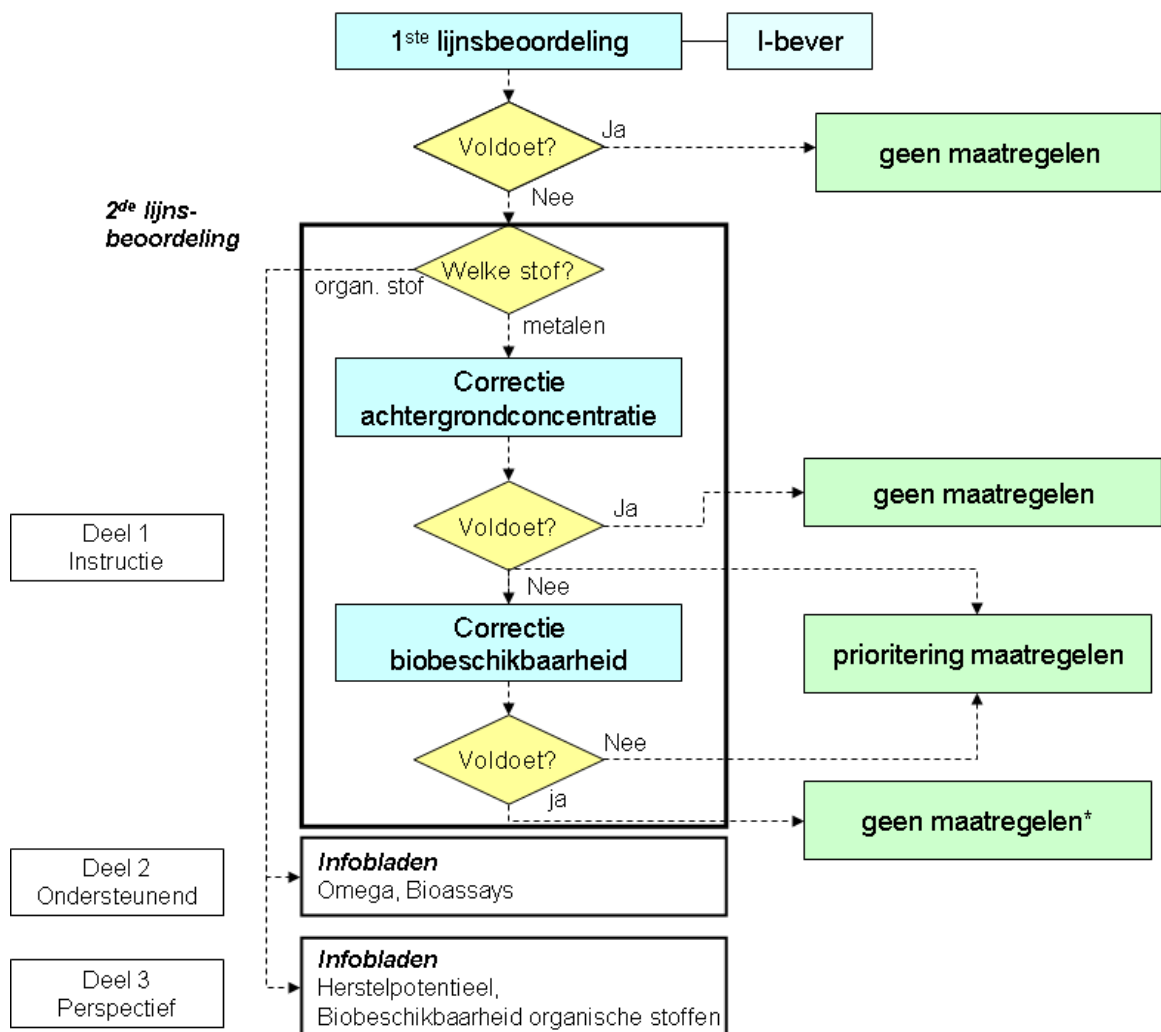 1ste lijnsbeoordeling
I-bever
Voldoet?
Ja
geen maatregelen
Nee
2de lijns-
beoordeling
Welke stof?
organ. stof
metalen
Correctie
achtergrondconcentratie
geen maatregelen
Ja
Voldoet?
Deel 1
Instructie
Nee
Correctie
biobeschikbaarheid
prioritering maatregelen
Nee
Voldoet?
ja
geen maatregelen*
Deel 2
Ondersteunend
Infobladen
Omega, Bioassays
Deel 3
Perspectief
Infobladen
Herstelpotentieel,
Biobeschikbaarheid organische stoffen